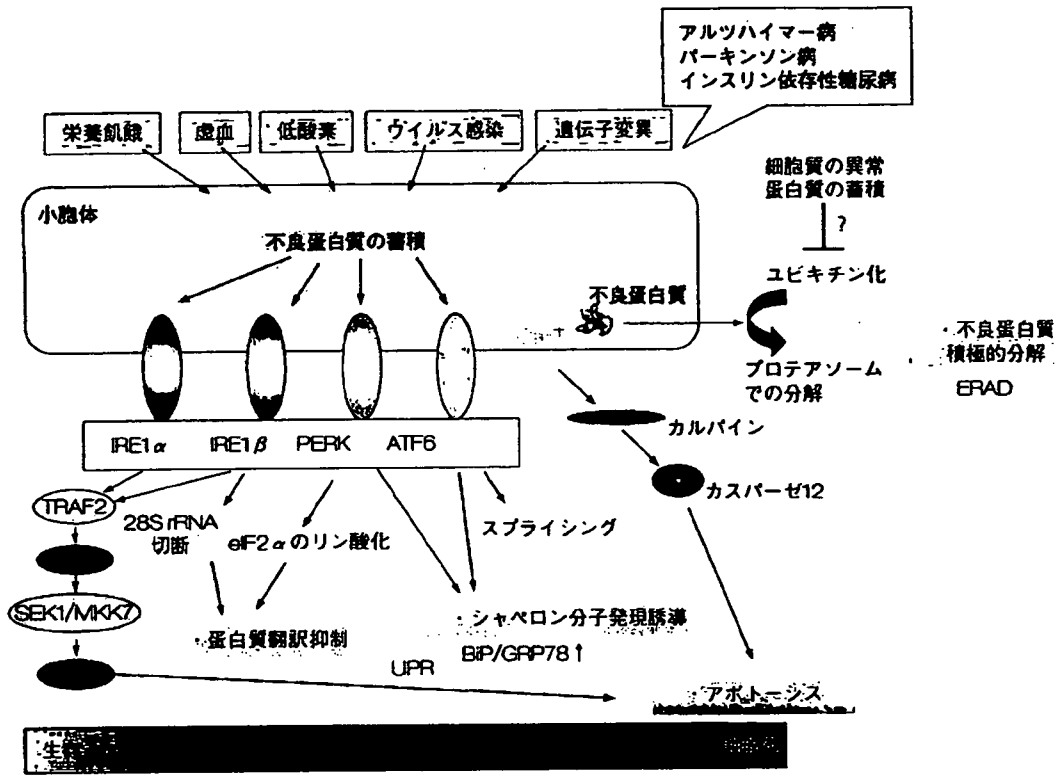 アルツハイマー病
パーキンソン病
インスリン依存性糖尿病
栄養飢餓
虚血
低酸素
ウイルス感染
遺伝子変異
細胞質の異常
蛋白質の蓄積
?
小胞体
不良蛋白質の蓄積
ユビキチン化
不良蛋白質
・不良蛋白質
積極的分解
ERAD
プロテアソーム
での分解
カルパイン
IRE1α
IRE1β
PERK
ATF6
カスパーゼ12
TRAF2
28S rRNA
切断
eIF2αのリン酸化
スプライシング
SEK1/MKK7
・蛋白質翻訳抑制
・シャペロン分子発現誘導
BiP/GRP78↑
UPR
・アポトーシス
生